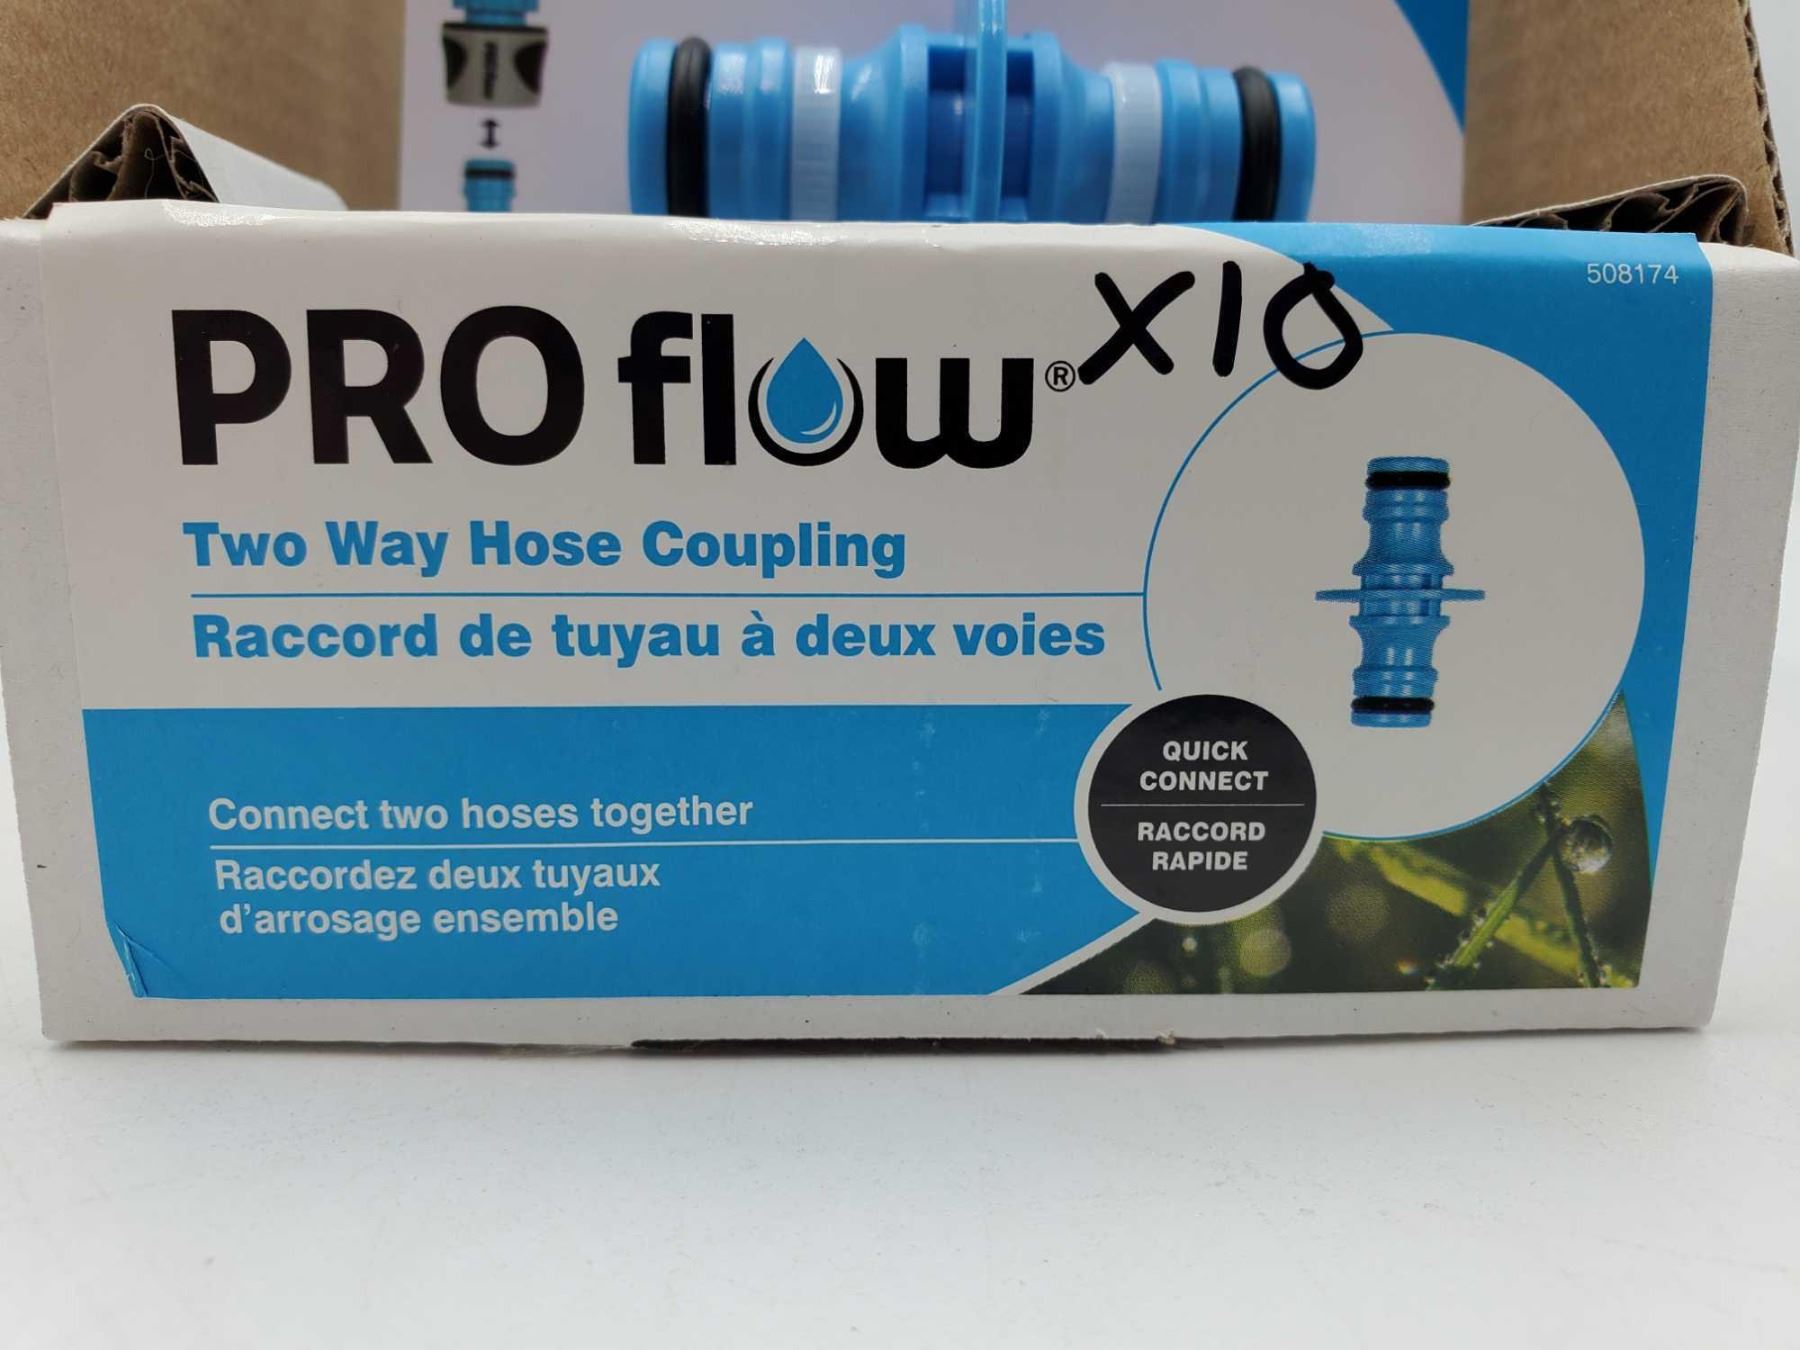 508174
PRO flow® X10
Two Way Hose Coupling
Raccord de tuyau à deux voies
QUICK
CONNECT
RACCORD
RAPIDE
Connect two hoses together
Raccordez deux tuyaux
d'arrosage ensemble